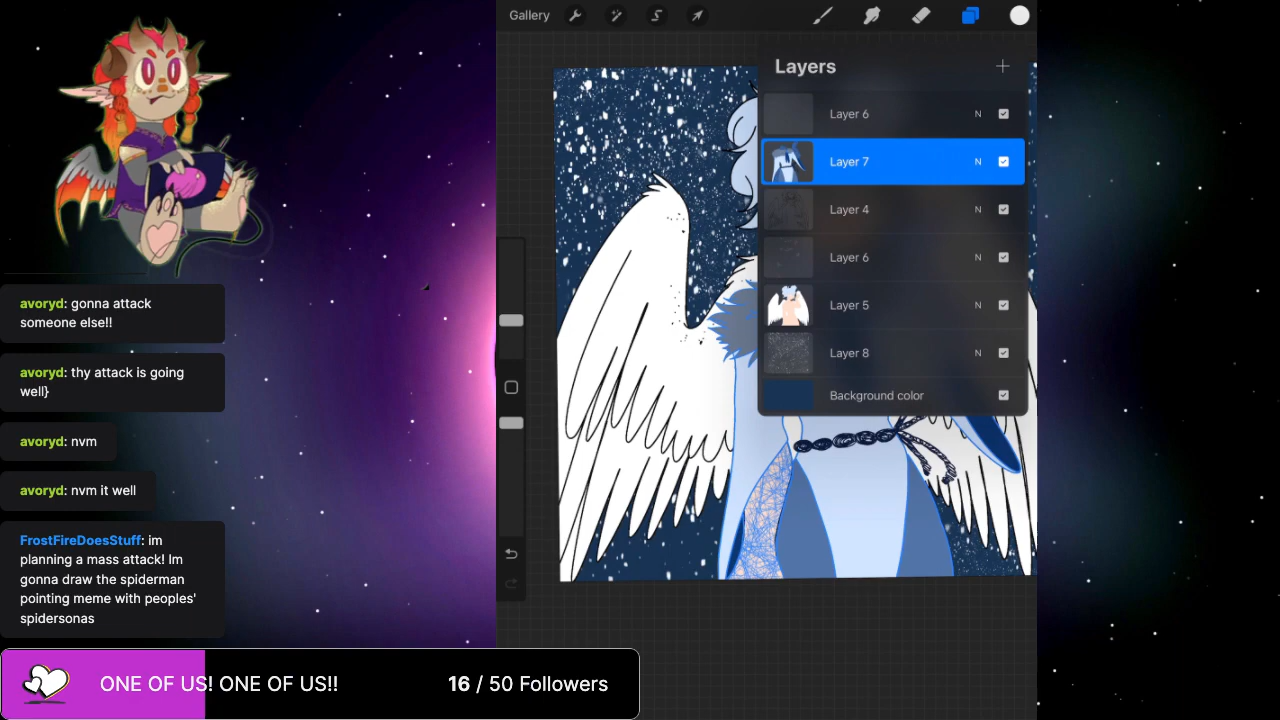 Gallery
Layers
Layer 6 N
Layer 7 N
Layer 4 N
Layer 6 N
Layer 5 N
Layer 8 N
Background color
avoryd: gonna attack
someone else!!
avoryd: thy attack is going
well}
avoryd: nvm
avoryd: nvm it well
FrostFireDoesStuff: im
planning a mass attack! Im
gonna draw the spiderman
pointing meme with peoples'
spidersonas
ONE OF US! ONE OF US!! 16 / 50 Followers